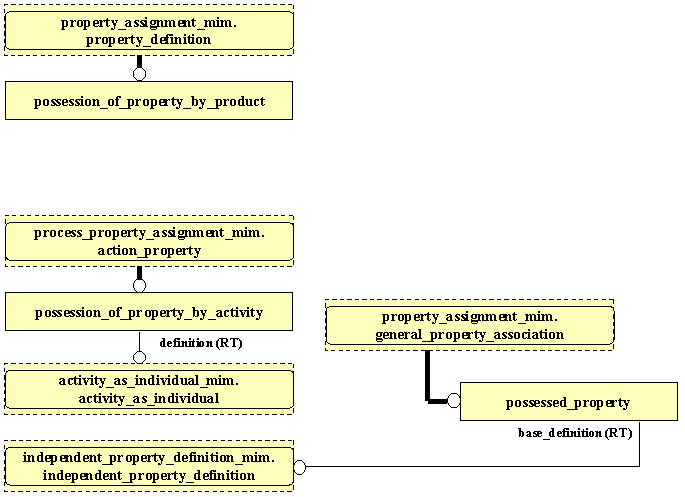 property_assignment_mim.
property_definition
possession_of_property_by_product
process_property_assignment_mim.
action_property
possession_of_property_by_activity
definition (RT)
activity_as_individual_mim.
activity_as_individual
property_assignment_mim.
general_property_association
possessed_property
base_definition (RT)
independent_property_definition_mim.
independent_property_definition